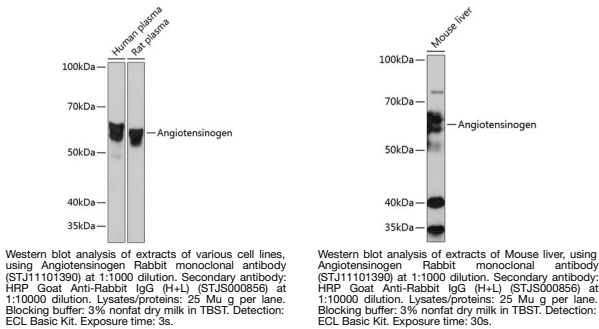 Human plasma
Rat plasma
100kDa
70kDa
50kDa
40kDa
35kDa
Angiotensinogen
Western blot analysis of extracts of various cell lines,
using Angiotensinogen Rabbit monoclonal antibody
(STJ11101390) at 1:1000 dilution. Secondary antibody:
HRP Goat Anti-Rabbit IgG (H+L) (STJS000856) at
1:10000 dilution. Lysates/proteins: 25 Mu g per lane.
Blocking buffer: 3% nonfat dry milk in TBST. Detection:
ECL Basic Kit. Exposure time: 3s.
Mouse liver
100kDa
70kDa
50kDa
40kDa
35kDa
Angiotensinogen
Western blot analysis of extracts of Mouse liver, using
Angiotensinogen Rabbit monoclonal antibody
(STJ11101390) at 1:1000 dilution. Secondary antibody:
HRP Goat Anti-Rabbit IgG (H+L) (STJS000856) at
1:10000 dilution. Lysates/proteins: 25 Mu g per lane.
Blocking buffer: 3% nonfat dry milk in TBST. Detection:
ECL Basic Kit. Exposure time: 30s.